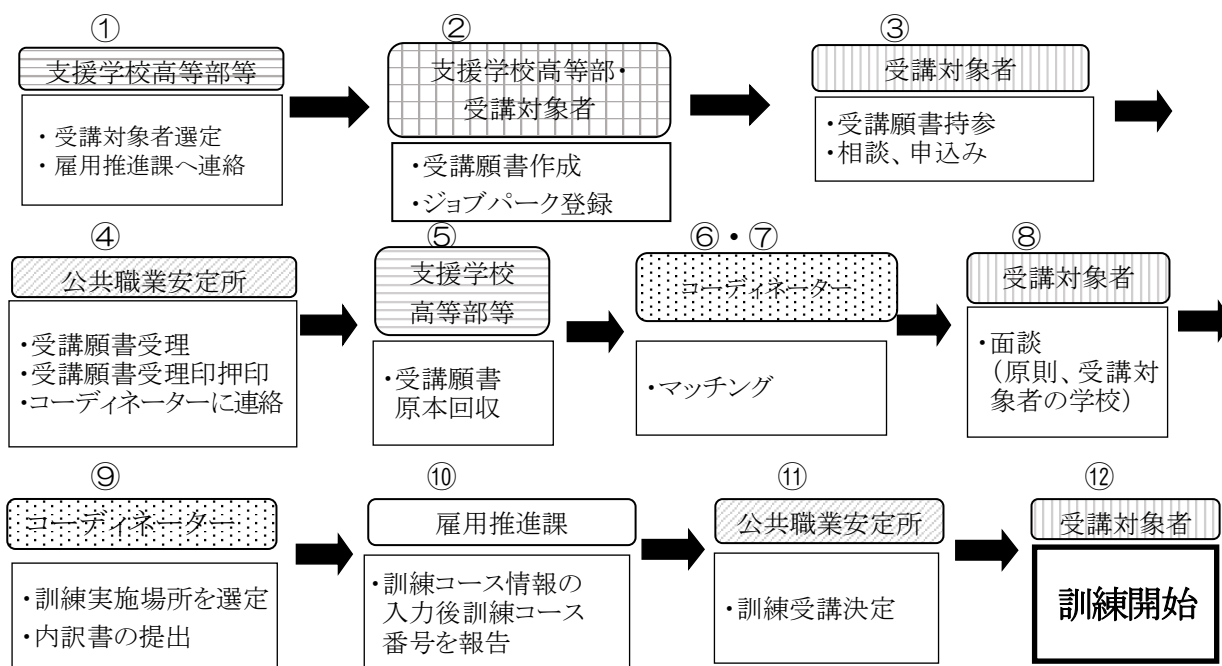 ①
支援学校高等部等
・受講対象者選定
・雇用推進課へ連絡
②
支援学校高等部・
受講対象者
・受講願書作成
・ジョブパーク登録
③
受講対象者
・受講願書持参
・相談、申込み
④
公共職業安定所
・受講願書受理
・受講願書受理印押印
・コーディネーターに連絡
⑤
支援学校
高等部等
・受講願書
原本回収
⑥・⑦
コーディネーター
・マッチング
⑧
受講対象者
・面談
（原則、受講対
象者の学校）
⑨
コーディネーター
・訓練実施場所を選定
・内訳書の提出
⑩
雇用推進課
・訓練コース情報の
入力後訓練コース
番号を報告
⑪
公共職業安定所
・訓練受講決定
⑫
受講対象者
訓練開始